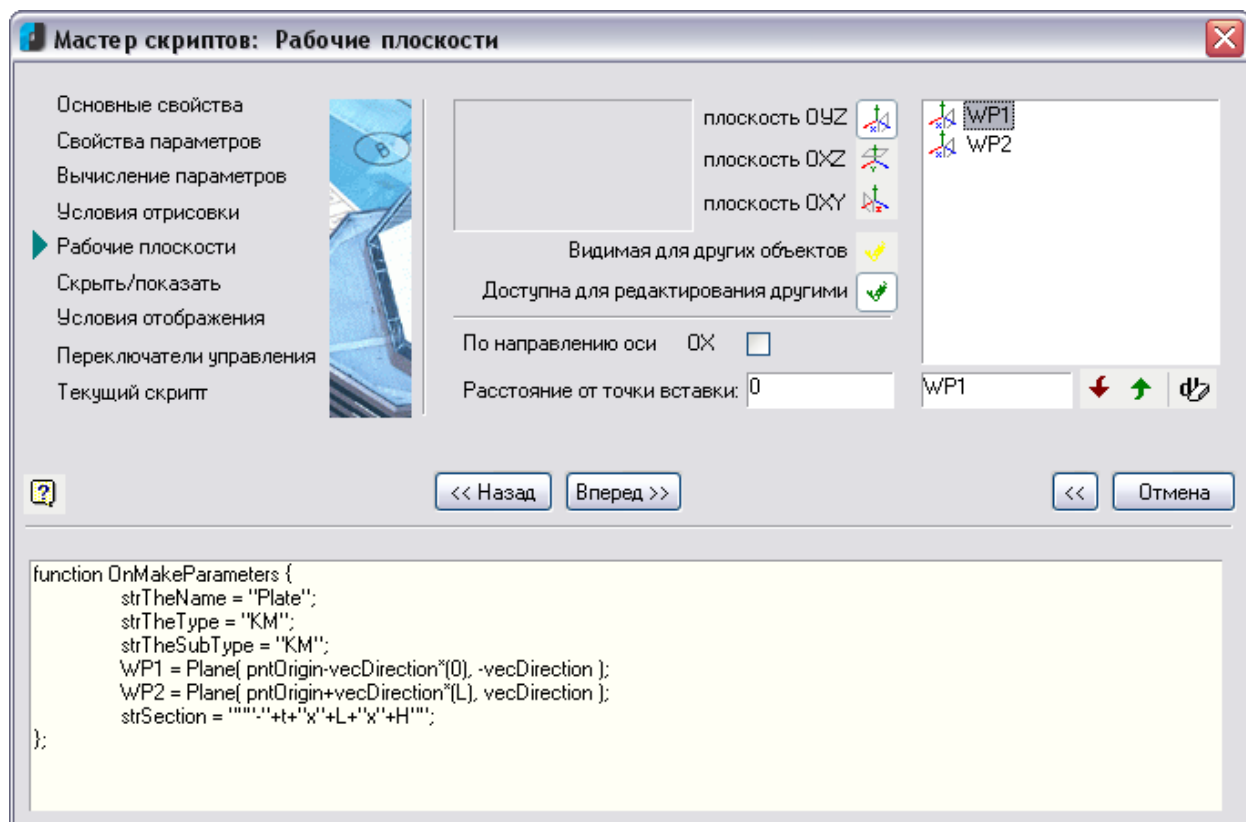 Мастер скриптов: Рабочие плоскости
Основные свойства
Свойства параметров
Вычисление параметров
Условия отрисовки
Рабочие плоскости
Скрыть/показать
Условия отображения
Переключатели управления
Текущий скрипт
B
плоскость OYZ
плоскость OXZ
плоскость OXY
Видимая для других объектов
Доступна для редактирования другими
По направлению оси OX
Расстояние от точки вставки: 0
WP1
WP2
WP1
<< Назад
Вперед >>
<<
Отмена
function OnMakeParameters {
strTheName = "Plate";
strTheType = "KM";
strTheSubType = "KM";
WP1 = Plane( pntOrigin-vecDirection*(0), -vecDirection );
WP2 = Plane( pntOrigin+vecDirection*(L), vecDirection );
strSection = """-"+t+"x"+L+"x"+H"";
};